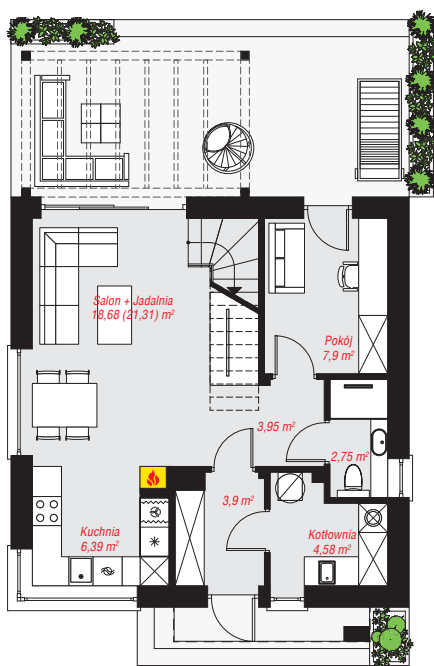 Salon + Jadalnia
18,68 (21,31) m²
Pokój
7,9 m²
3,95 m²
2,75 m²
3,9 m²
Kuchnia
6,39 m²
Kotłownia
4,58 m²